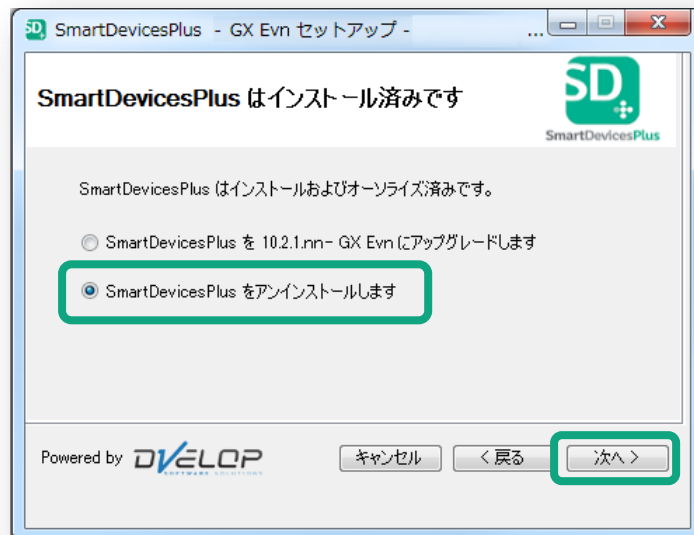 SmartDevicesPlus - GX Evn セットアップ - ...
SmartDevicesPlus はインストール済みです
SD
SmartDevicesPlus
SmartDevicesPlus はインストールおよびオーソライズ済みです。
SmartDevicesPlus を 10.2.1.nn- GX Evn にアップグレードします
SmartDevicesPlus をアンインストールします
Powered by DVELOP
SOFTWARE SOLUTIONS
キャンセル
< 戻る
次へ >